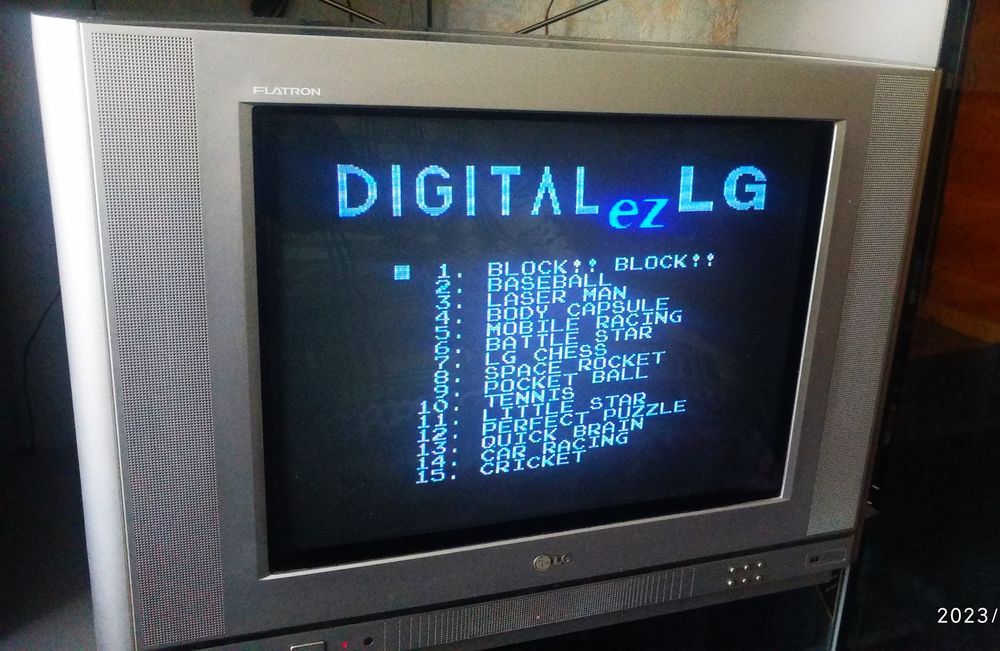 FLATRON
DIGITAL ez LG
1. BLOCK!! BLOCK!!
2. BASEBALL
3. LASER MAN
4. BODY CAPSULE
5. MOBILE RACING
6. BATTLE STAR
7. LG CHESS
8. SPACE ROCKET
9. POCKET BALL
10. TENNIS
11. LITTLE STAR
12. PERFECT PUZZLE
13. QUICK BRAIN
14. CAR RACING
15. CRICKET
LG
2023/